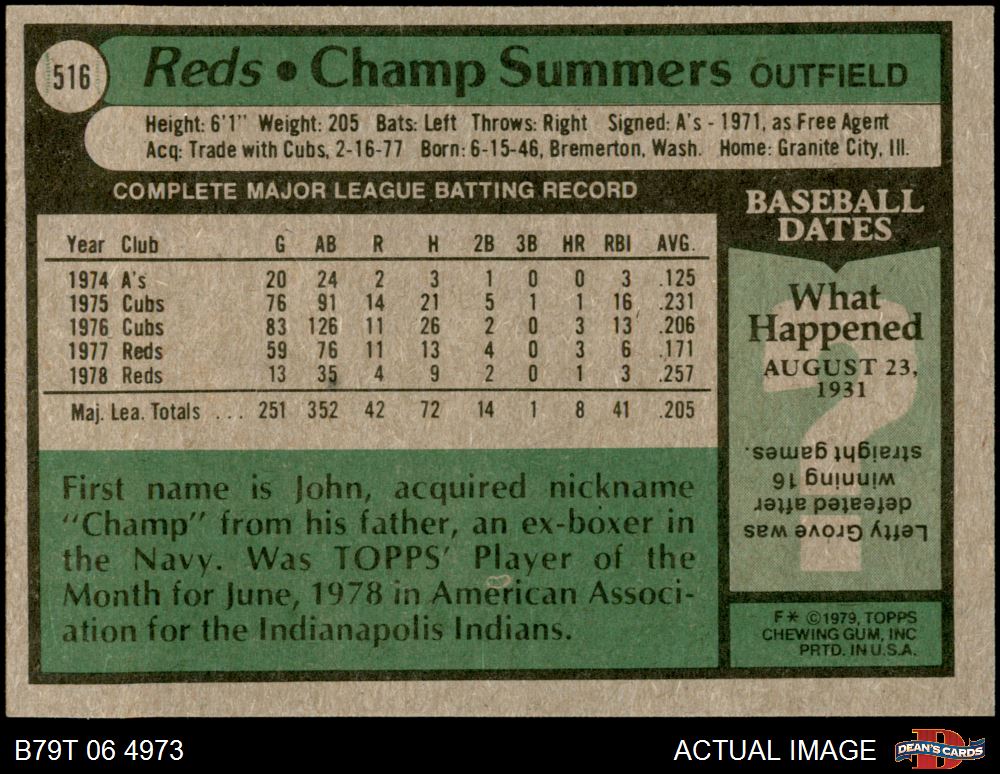 516
Reds • Champ Summers OUTFIELD
Height: 6'1" Weight: 205 Bats: Left Throws: Right Signed: A's - 1971, as Free Agent
Acq: Trade with Cubs, 2-16-77 Born: 6-15-46, Bremerton, Wash. Home: Granite City, Ill.
COMPLETE MAJOR LEAGUE BATTING RECORD
Year Club G AB R H 2B 3B HR RBI AVG.
1974 A's 20 24 2 3 1 0 0 3 .125
1975 Cubs 76 91 14 21 5 1 1 16 .231
1976 Cubs 83 126 11 26 2 0 3 13 .206
1977 Reds 59 76 11 13 4 0 3 6 .171
1978 Reds 13 35 4 9 2 0 1 3 .257
Maj. Lea. Totals ... 251 352 42 72 14 1 8 41 .205
First name is John, acquired nickname
"Champ" from his father, an ex-boxer in
the Navy. Was TOPPS' Player of the
Month for June, 1978 in American Associ-
ation for the Indianapolis Indians.
BASEBALL
DATES
What
Happened
AUGUST 23,
1931
Lefty Grove was
defeated after
winning 16
straight games.
F* ©1979, TOPPS
CHEWING GUM, INC
PRTD. IN U.S.A.
B79T 06 4973
ACTUAL IMAGE
DEAN'S CARDS